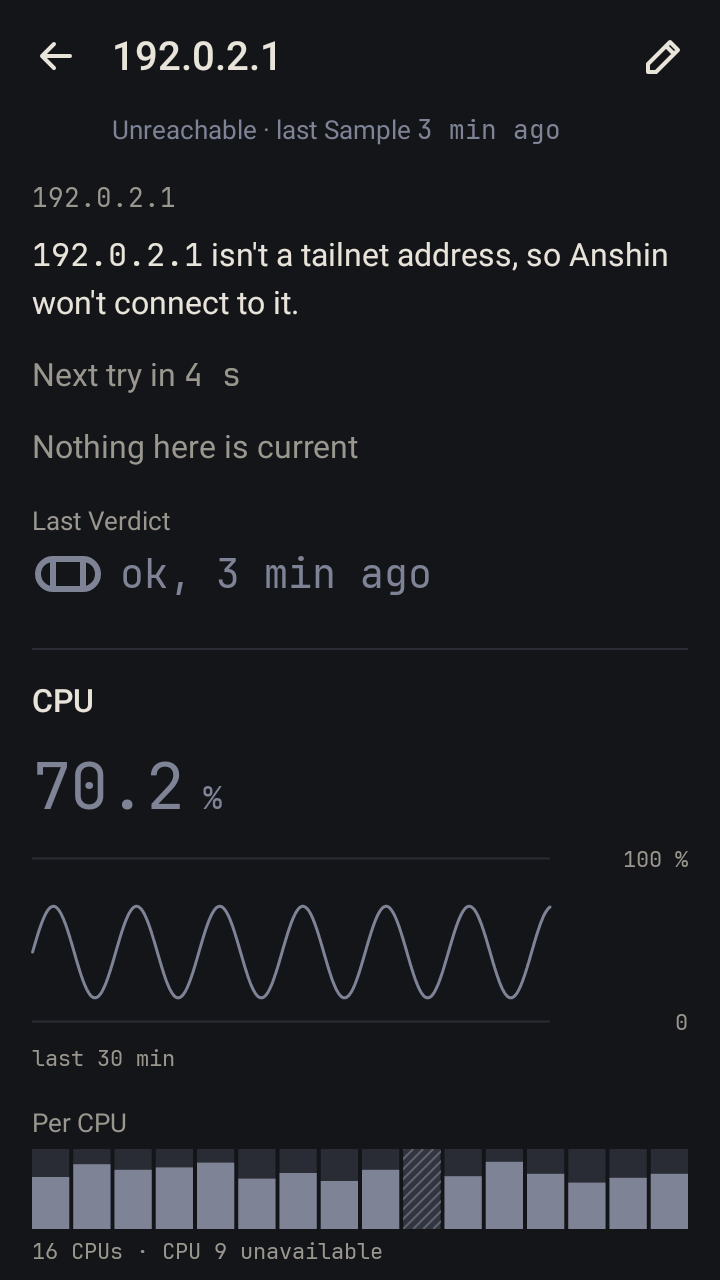 192.0.2.1
Unreachable · last Sample 3 min ago
192.0.2.1
192.0.2.1 isn't a tailnet address, so Anshin
won't connect to it.
Next try in 4 s
Nothing here is current
Last Verdict
ok, 3 min ago
CPU
70.2 %
100 %
0
last 30 min
Per CPU
16 CPUs · CPU 9 unavailable